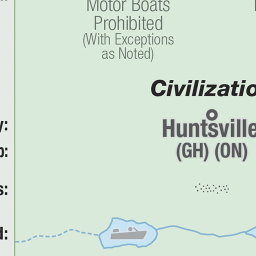 Motor Boats
Prohibited
(With Exceptions
as Noted)
Civilizatio
y:
Huntsville
o:
(GH) (ON)
s:
d: